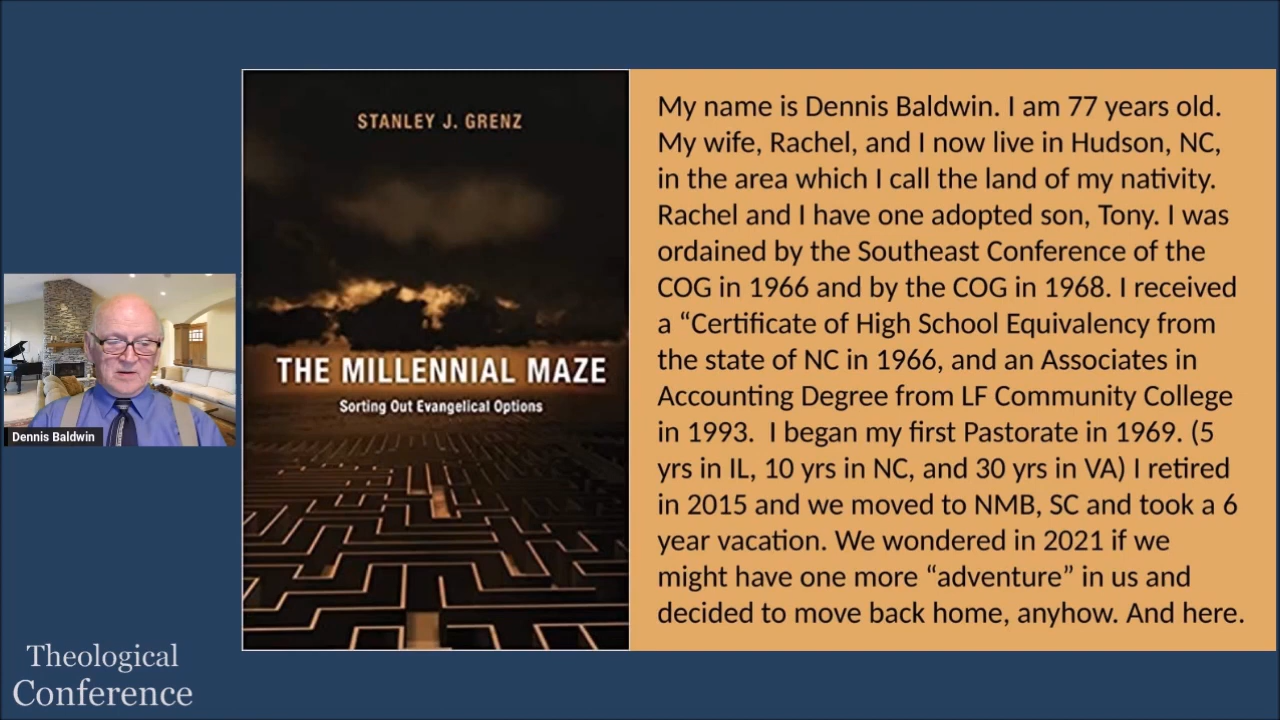 STANLEY J. GRENZ
THE MILLENNIAL MAZE
Sorting Out Evangelical Options
My name is Dennis Baldwin. I am 77 years old.
My wife, Rachel, and I now live in Hudson, NC,
in the area which I call the land of my nativity.
Rachel and I have one adopted son, Tony. I was
ordained by the Southeast Conference of the
COG in 1966 and by the COG in 1968. I received
a “Certificate of High School Equivalency from
the state of NC in 1966, and an Associates in
Accounting Degree from LF Community College
in 1993.  I began my first Pastorate in 1969. (5
yrs in IL, 10 yrs in NC, and 30 yrs in VA) I retired
in 2015 and we moved to NMB, SC and took a 6
year vacation. We wondered in 2021 if we
might have one more “adventure” in us and
decided to move back home, anyhow. And here.
Dennis Baldwin
Theological
Conference